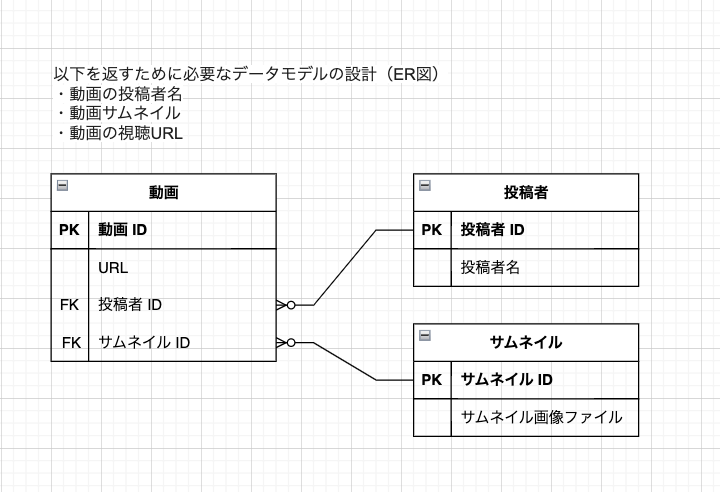 以下を返すために必要なデータモデルの設計（ER図）
・動画の投稿者名
・動画サムネイル
・動画の視聴URL
動画
PK 動画 ID
URL
FK 投稿者 ID
FK サムネイル ID
投稿者
PK 投稿者 ID
投稿者名
サムネイル
PK サムネイル ID
サムネイル画像ファイル